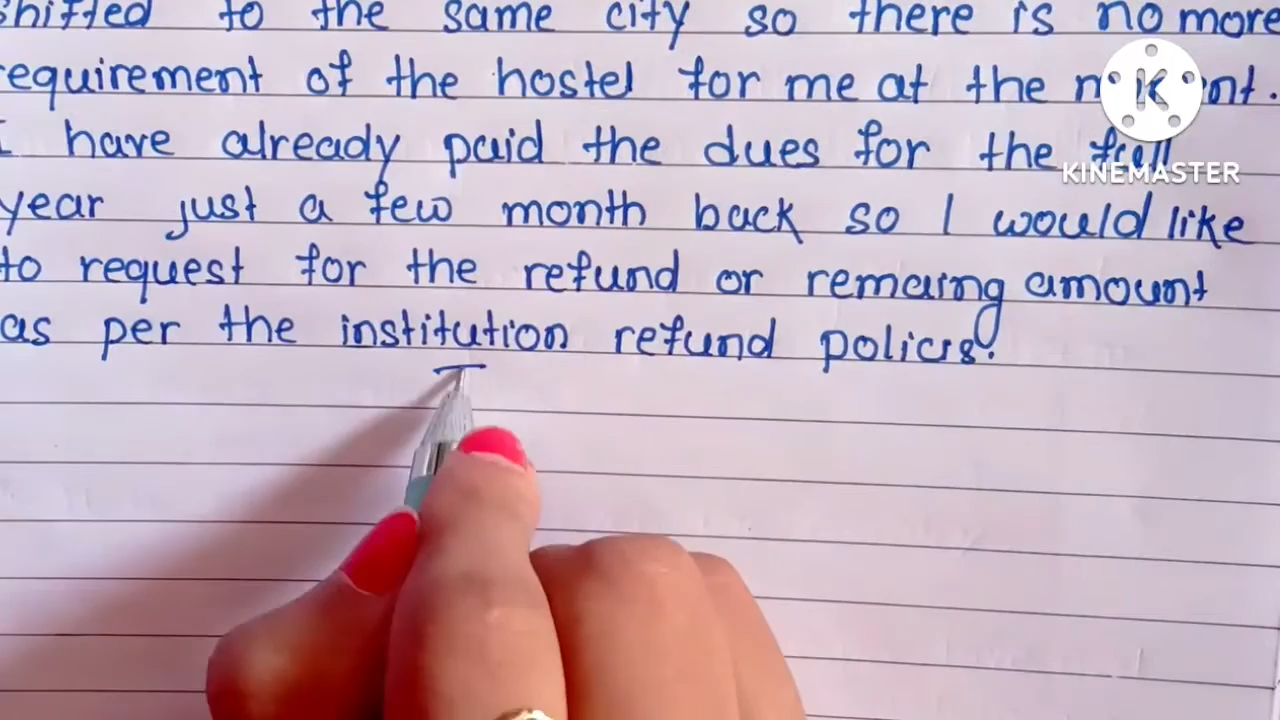 shifted to the same city so there is no more
requirement of the hostel for me at the
I have already paid the dues for the full
year just a few month back so I would like
to request for the refund or remaing amount
as per the institution refund policis.
K
KINEMASTER